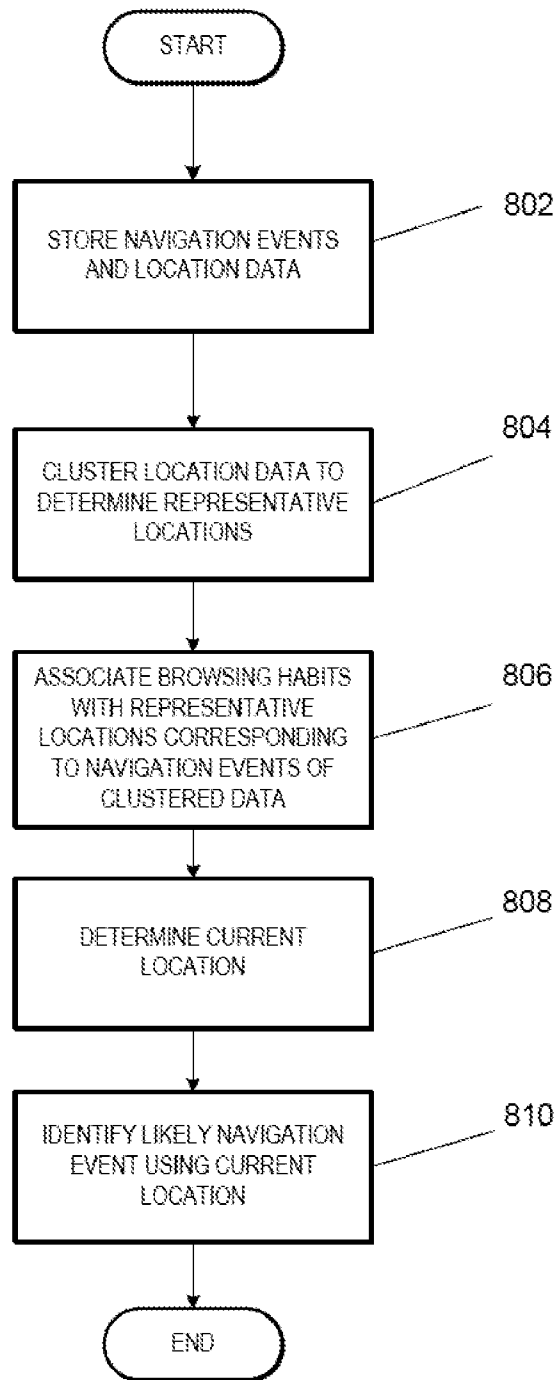 START
802
STORE NAVIGATION EVENTS
AND LOCATION DATA
804
CLUSTER LOCATION DATA TO
DETERMINE REPRESENTATIVE
LOCATIONS
806
ASSOCIATE BROWSING HABITS
WITH REPRESENTATIVE
LOCATIONS CORRESPONDING
TO NAVIGATION EVENTS OF
CLUSTERED DATA
808
DETERMINE CURRENT
LOCATION
810
IDENTIFY LIKELY NAVIGATION
EVENT USING CURRENT
LOCATION
END